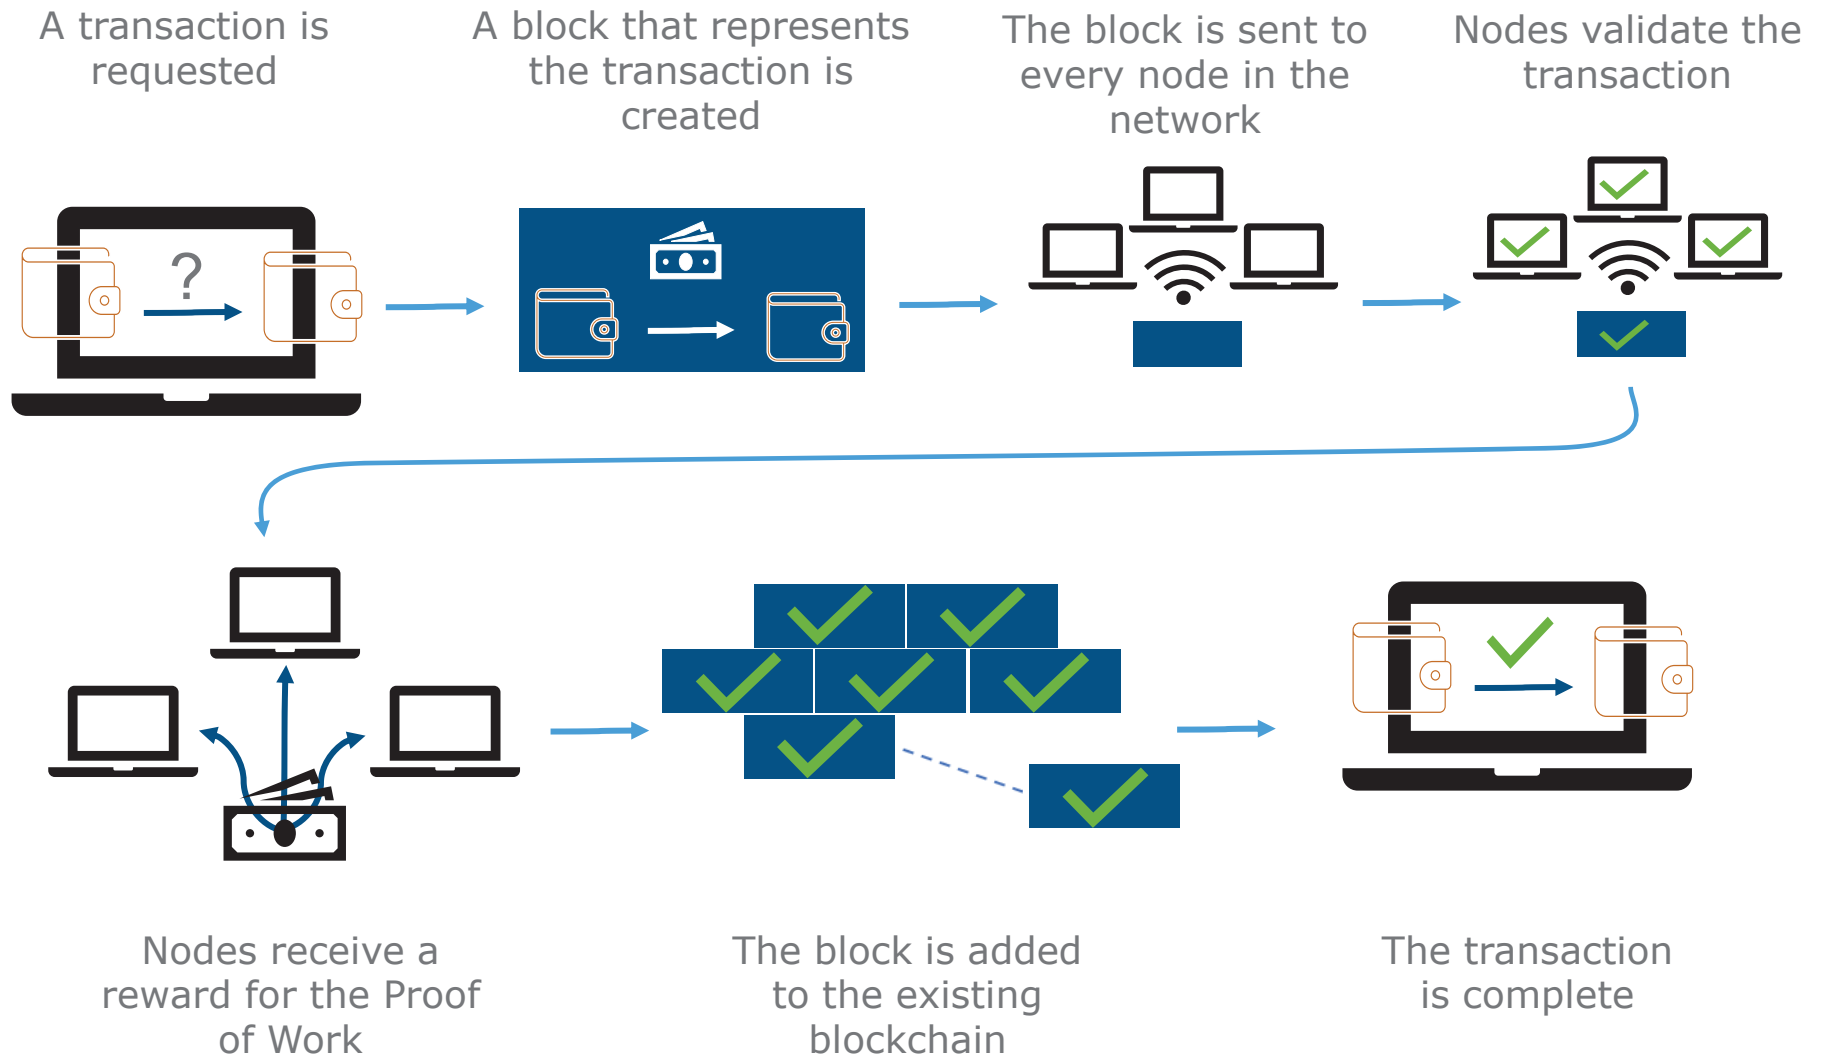 A transaction is
requested
A block that represents
the transaction is
created
The block is sent to
every node in the
network
Nodes validate the
transaction
?
Nodes receive a
reward for the Proof
of Work
The block is added
to the existing
blockchain
The transaction
is complete